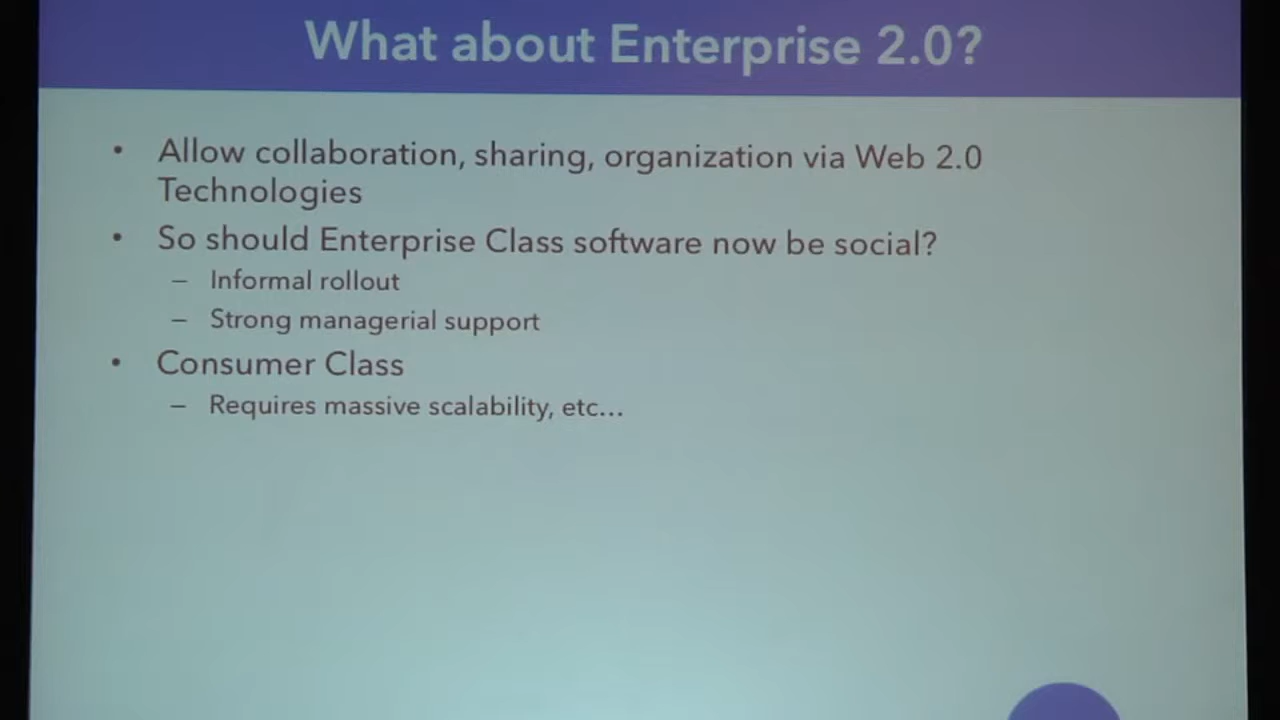 What about Enterprise 2.0?
• Allow collaboration, sharing, organization via Web 2.0
Technologies
• So should Enterprise Class software now be social?
– Informal rollout
– Strong managerial support
• Consumer Class
– Requires massive scalability, etc...